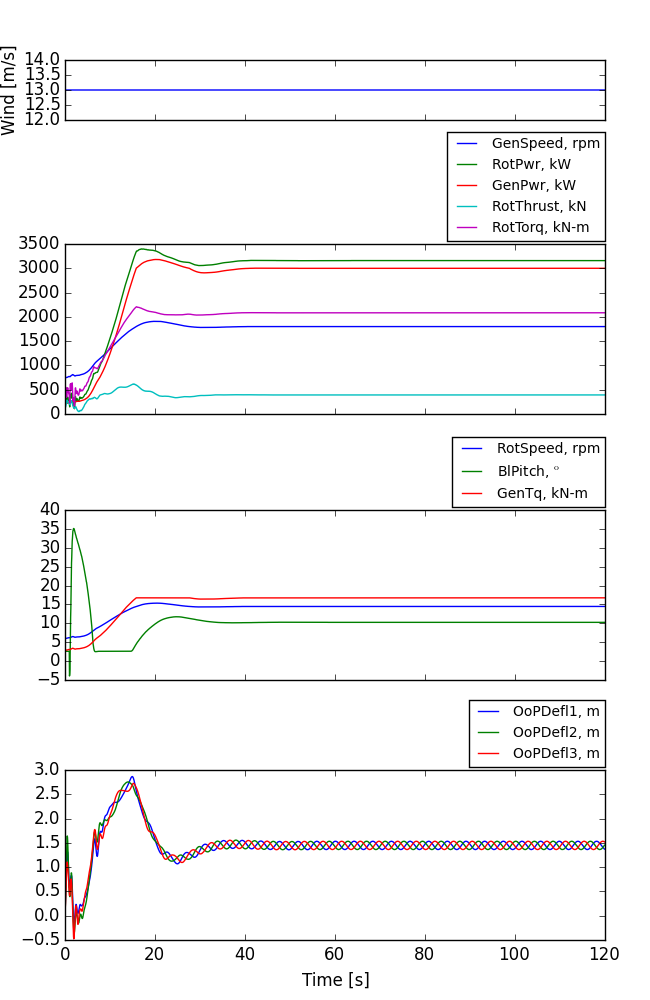 Wind [m/s]
14.0
13.5
13.0
12.5
12.0
GenSpeed, rpm
RotPwr, kW
GenPwr, kW
RotThrust, kN
RotTorq, kN-m
3500
3000
2500
2000
1500
1000
500
0
RotSpeed, rpm
BlPitch, °
GenTq, kN-m
40
35
30
25
20
15
10
5
0
−5
OoPDefl1, m
OoPDefl2, m
OoPDefl3, m
3.0
2.5
2.0
1.5
1.0
0.5
0.0
−0.5
0 20 40 60 80 100 120
Time [s]